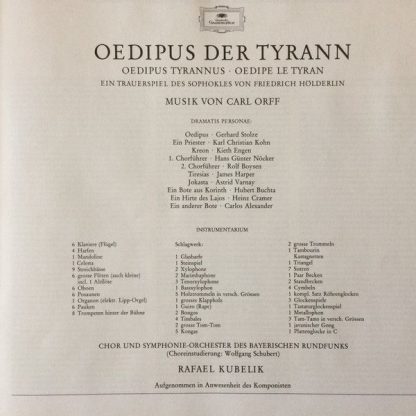 Deutsche
Grammophon
OEDIPUS DER TYRANN
OEDIPUS TYRANNUS · OEDIPE LE TYRAN
EIN TRAUERSPIEL DES SOPHOKLES VON FRIEDRICH HÖLDERLIN
MUSIK VON CARL ORFF
DRAMATIS PERSONAE:
Oedipus · Gerhard Stolze
Ein Priester · Karl Christian Kohn
Kreon · Kieth Engen
1. Chorführer · Hans Günter Nöcker
2. Chorführer · Rolf Boysen
Tiresias · James Harper
Jokasta · Astrid Varnay
Ein Bote aus Korinth · Hubert Buchta
Ein Hirte des Lajos · Heinz Cramer
Ein anderer Bote · Carlos Alexander
INSTRUMENTARIUM
6 Klaviere (Flügel)
4 Harfen
1 Mandoline
1 Celesta
9 Streichbässe
6 grosse Flöten (auch kleine)
incl. 1 Altflöte
6 Oboen
6 Posaunen
1 Organon (elektr. Lipp-Orgel)
6 Pauken
8 Trompeten hinter der Bühne
Schlagwerk:
1 Glasharfe
1 Steinspiel
2 Xylophone
2 Marimbaphone
3 Tenorxylophone
1 Bassxylophon
5 Holztrommeln in versch. Grössen
1 grosses Klappholz
1 Guiro (Rape)
2 Bongos
4 Timbales
2 grosse Tom-Tom
5 Kongas
2 grosse Trommeln
1 Tambourin
Kastagnetten
1 Triangel
7 Sistren
1 Paar Becken
2 Standbecken
4 Cymbeln
1 kompl. Satz Röhrenglocken
3 Glockenspiele
1 Tastaturglockenspiel
1 Metallophon
3 Tam-Tams in versch. Grössen
1 javanischer Gong
1 Plattenglocke in C
CHOR UND SYMPHONIE-ORCHESTER DES BAYERISCHEN RUNDFUNKS
(Choreinstudierung: Wolfgang Schubert)
RAFAEL KUBELIK
Aufgenommen in Anwesenheit des Komponisten